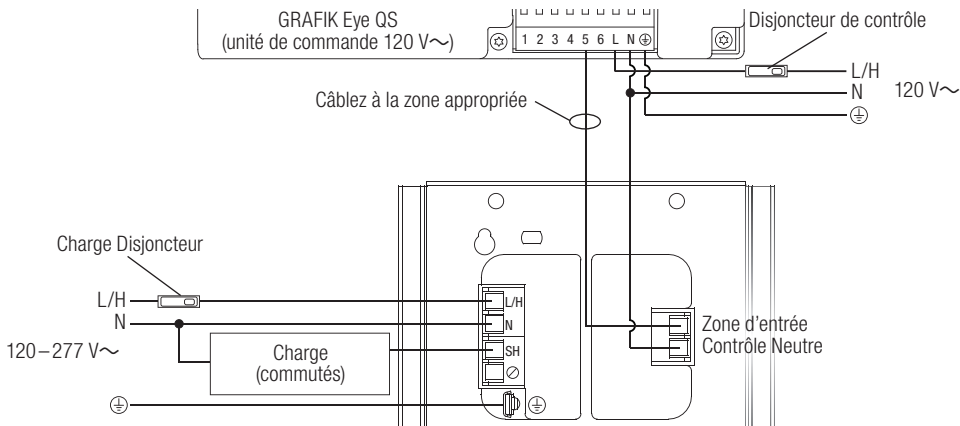 GRAFIK Eye QS
(unité de commande 120 V~)
1 2 3 4 5 6 L N
Disjoncteur de contrôle
L/H
N
120 V~
Câblez à la zone appropriée
Charge Disjoncteur
L/H
N
120–277 V~
Charge
(commutés)
L/H
N
SH
Zone d’entrée
Contrôle Neutre